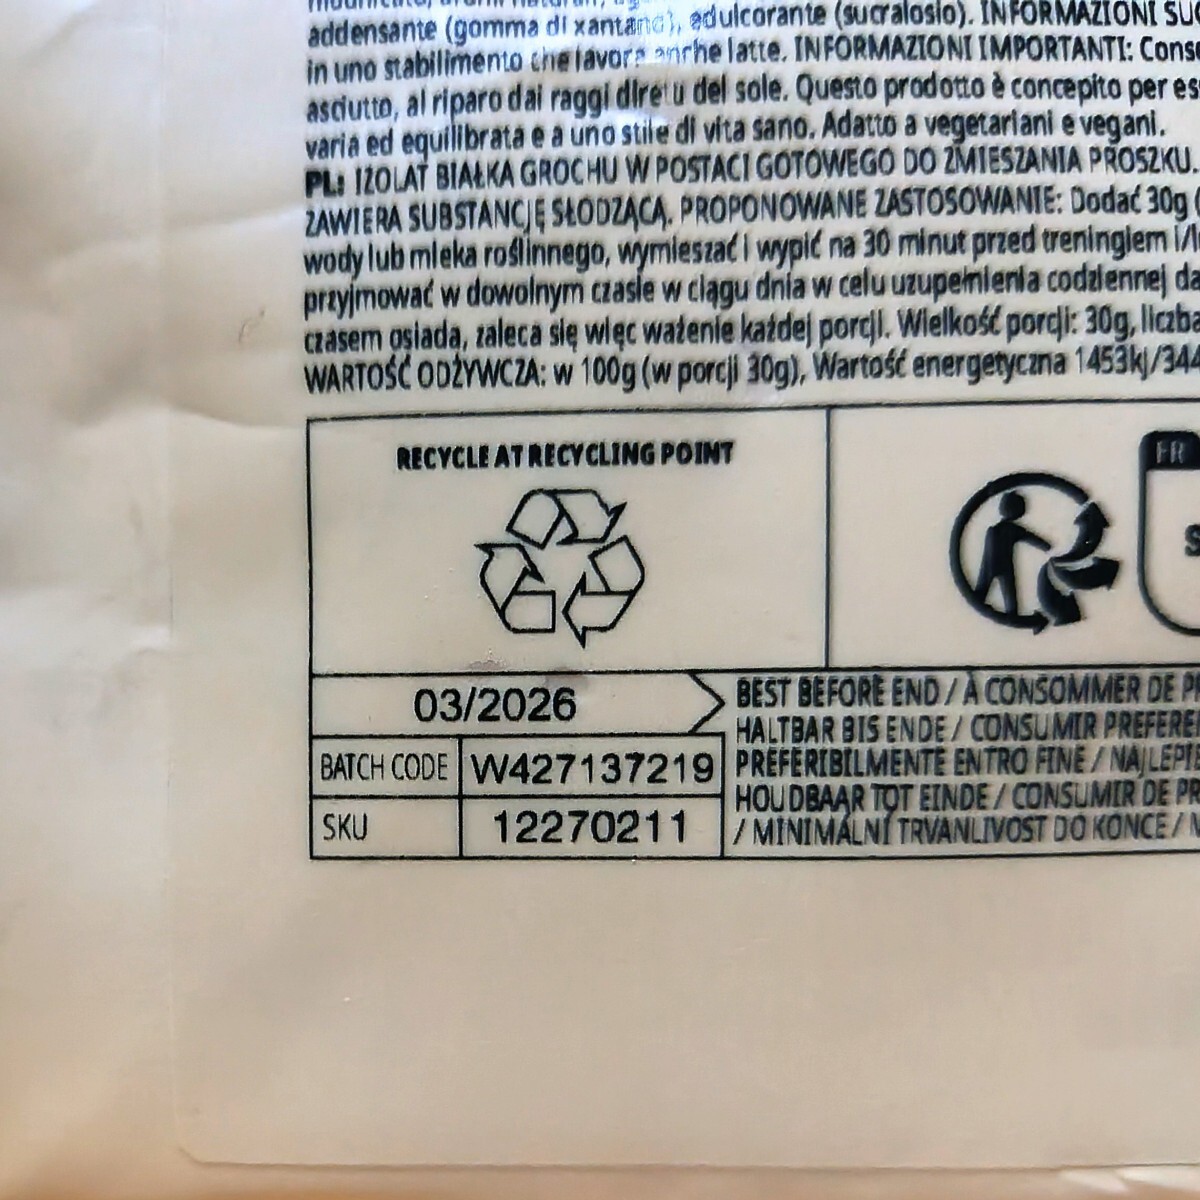 addensante (gomma di xantano), edulcorante (sucralosio). INFORMAZIONI
in uno stabilimento che lavora anche latte. INFORMAZIONI IMPORTANTI:
asciutto, al riparo dai raggi diretti del sole. Questo prodotto è concepito per
varia ed equilibrata e a uno stile di vita sano. Adatto a vegetariani e vegani.
PL: IZOLAT BIAŁKA GROCHU W POSTACI GOTOWEGO DO ZMIESZANIA PROSZKU.
ZAWIERA SUBSTANCJĘ SŁODZĄCĄ. PROPONOWANE ZASTOSOWANIE: Dodać 30g
wody lub mleka roślinnego, wymieszać i wypić na 30 minut przed treningiem
przyjmować w dowolnym czasie w ciągu dnia w celu uzupełnienia codziennej
czasem osiada, zaleca się więc ważenie każdej porcji. Wielkość porcji: 30g,
WARTOŚĆ ODŻYWCZA: w 100g (w porcji 30g), Wartość energetyczna 1453kj/344
RECYCLE AT RECYCLING POINT
FR
03/2026
BEST BEFORE END / À CONSOMMER DE
HALTBAR BIS ENDE / CONSUMIR
PREFERIBILMENTE ENTRO FINE /
HOUDBAAR TOT EINDE / CONSUMIR DE
/ MINIMÁLNÍ TRVANLIVOST DO KONCE /
BATCH CODE W427137219
SKU 12270211